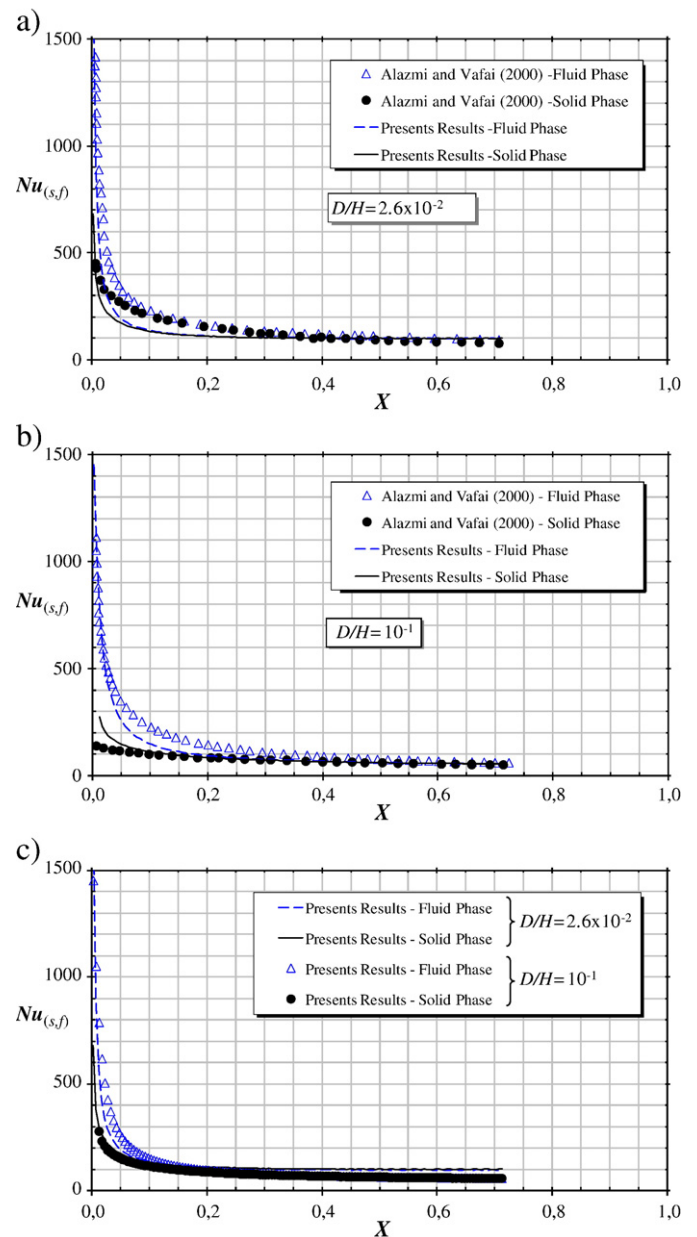 a)
1500
1000
500
0
Nu(s,f)
Alazmi and Vafai (2000) -Fluid Phase
Alazmi and Vafai (2000) -Solid Phase
Presents Results -Fluid Phase
Presents Results -Solid Phase
D/H=2.6x10-2
0,0 0,2 0,4 0,6 0,8 1,0
X
b)
1500
1000
500
0
Nu(s,f)
Alazmi and Vafai (2000) - Fluid Phase
Alazmi and Vafai (2000) - Solid Phase
Presents Results - Fluid Phase
Presents Results - Solid Phase
D/H=10-1
0,0 0,2 0,4 0,6 0,8 1,0
X
c)
1500
1000
500
0
Nu(s,f)
Presents Results - Fluid Phase
Presents Results - Solid Phase
D/H=2.6x10-2
Presents Results - Fluid Phase
Presents Results - Solid Phase
D/H=10-1
0,0 0,2 0,4 0,6 0,8 1,0
X